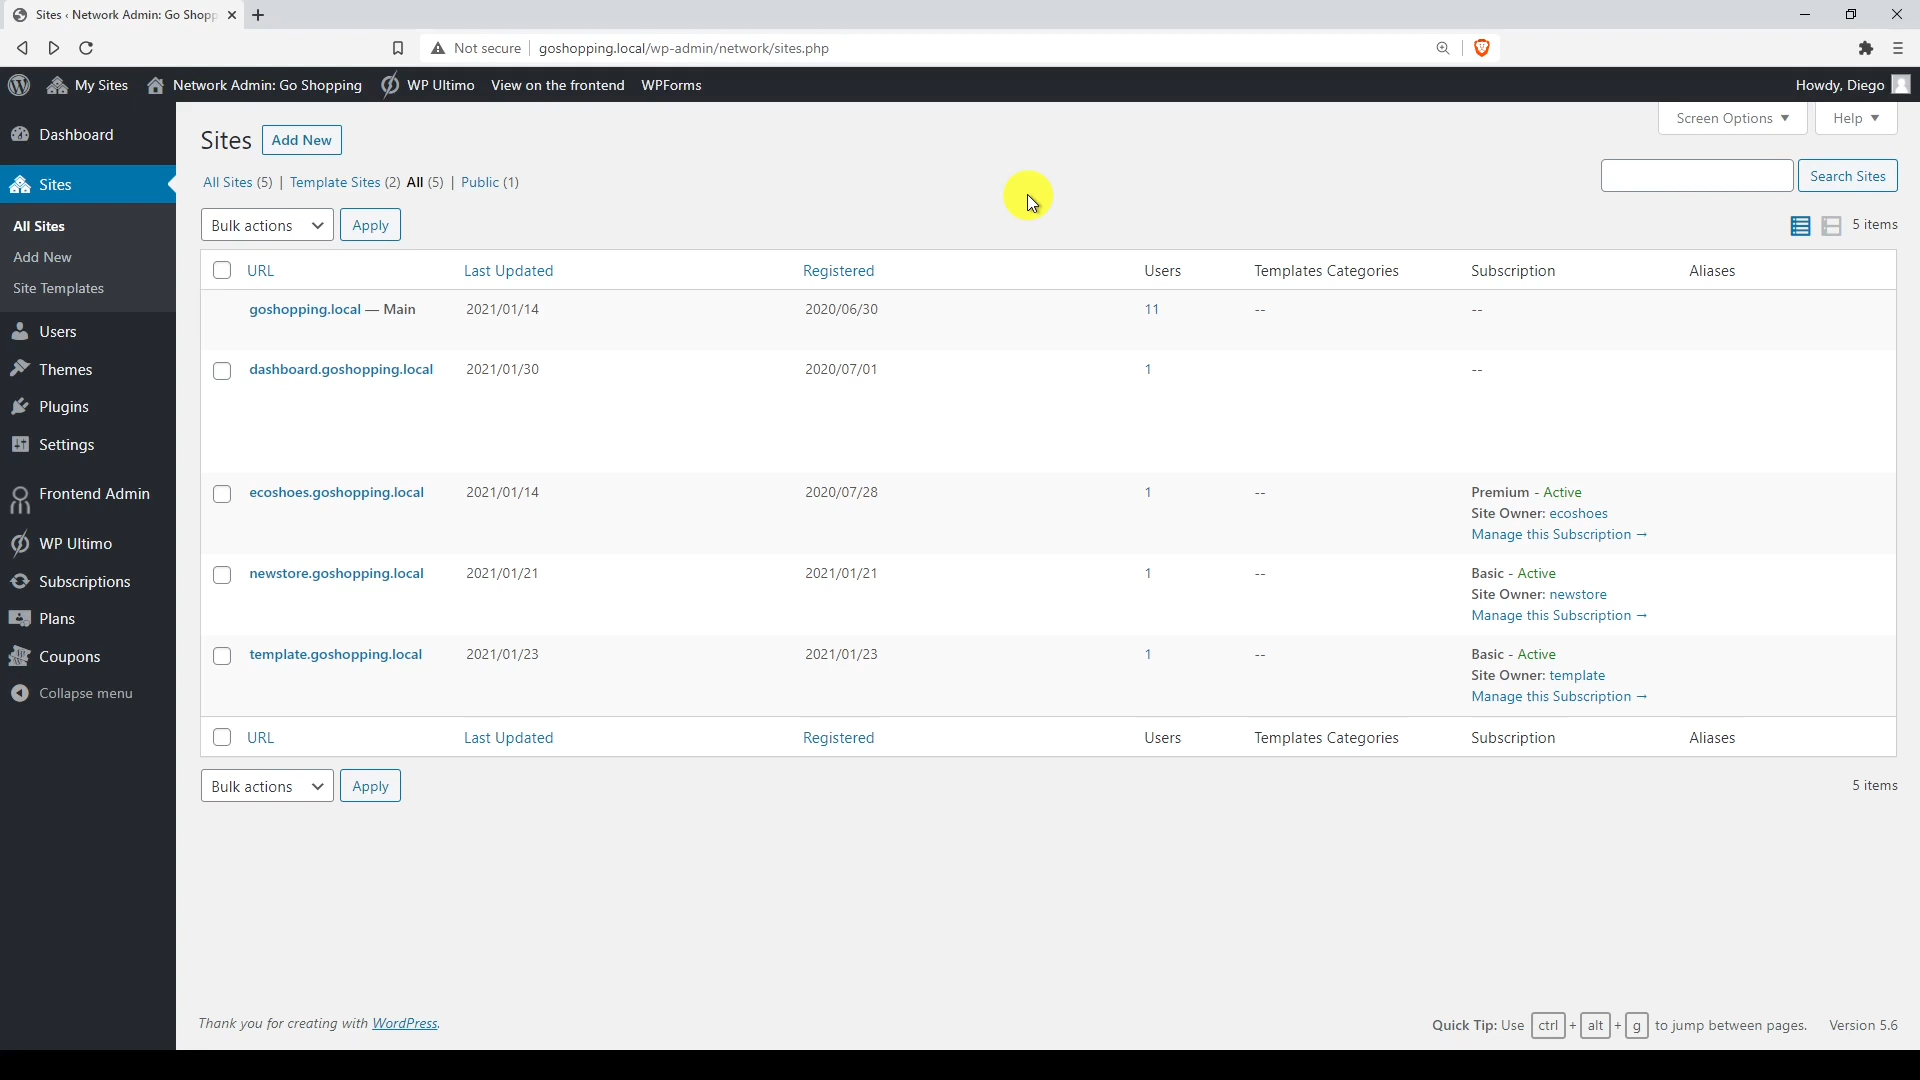 Sites ‹ Network Admin: Go Shopp
Not secure goshopping.local/wp-admin/network/sites.php
My Sites Network Admin: Go Shopping WP Ultimo View on the frontend WPForms Howdy, Diego
Dashboard
Sites
All Sites
Add New
Site Templates
Users
Themes
Plugins
Settings
Frontend Admin
WP Ultimo
Subscriptions
Plans
Coupons
Collapse menu
Screen Options ▼ Help ▼
Sites Add New
All Sites (5) | Template Sites (2) All (5) | Public (1)
Search Sites
Bulk actions Apply 5 items
URL Last Updated Registered Users Templates Categories Subscription Aliases
goshopping.local — Main 2021/01/14 2020/06/30 11 -- --
dashboard.goshopping.local 2021/01/30 2020/07/01 1 --
ecoshoes.goshopping.local 2021/01/14 2020/07/28 1 -- Premium - Active
Site Owner: ecoshoes
Manage this Subscription →
newstore.goshopping.local 2021/01/21 2021/01/21 1 -- Basic - Active
Site Owner: newstore
Manage this Subscription →
template.goshopping.local 2021/01/23 2021/01/23 1 -- Basic - Active
Site Owner: template
Manage this Subscription →
URL Last Updated Registered Users Templates Categories Subscription Aliases
Bulk actions Apply 5 items
Thank you for creating with WordPress. Quick Tip: Use ctrl + alt + g to jump between pages. Version 5.6